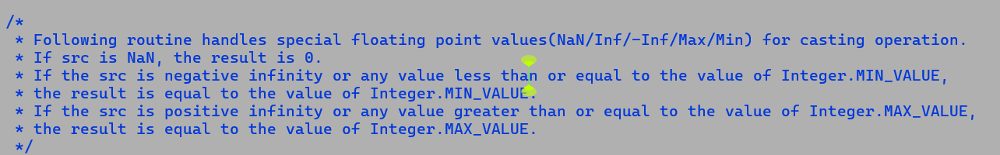 /*
 * Following routine handles special floating point values(NaN/Inf/-Inf/Max/Min) for casting operation.
 * If src is NaN, the result is 0.
 * If the src is negative infinity or any value less than or equal to the value of Integer.MIN_VALUE,
 * the result is equal to the value of Integer.MIN_VALUE.
 * If the src is positive infinity or any value greater than or equal to the value of Integer.MAX_VALUE,
 * the result is equal to the value of Integer.MAX_VALUE.
 */